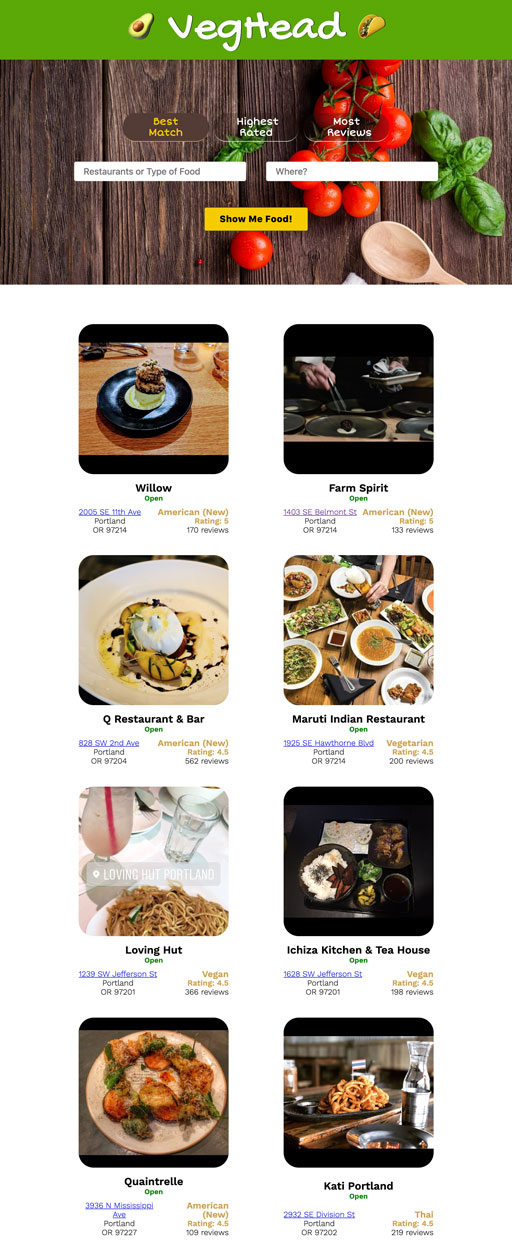 VegHead
Best
Match
Highest
Rated
Most
Reviews
Restaurants or Type of Food
Where?
Show Me Food!
Willow
Open
2005 SE 11th Ave
American (New)
Portland
Rating: 5
OR 97214
170 reviews
Farm Spirit
Open
1403 SE Belmont St
American (New)
Portland
Rating: 5
OR 97214
133 reviews
Q Restaurant & Bar
Open
828 SW 2nd Ave
American (New)
Portland
Rating: 4.5
OR 97204
562 reviews
Maruti Indian Restaurant
Open
1925 SE Hawthorne Blvd
Vegetarian
Portland
Rating: 4.5
OR 97214
200 reviews
LOVING HUT PORTLAND
Loving Hut
Open
1239 SW Jefferson St
Vegan
Portland
Rating: 4.5
OR 97201
366 reviews
Ichiza Kitchen & Tea House
Open
1628 SW Jefferson St
Vegan
Portland
Rating: 4.5
OR 97201
198 reviews
Quaintrelle
Open
3936 N Mississippi
Ave
American
(New)
Portland
Rating: 4.5
OR 97227
109 reviews
Kati Portland
Open
2932 SE Division St
Thai
Portland
Rating: 4.5
OR 97202
219 reviews